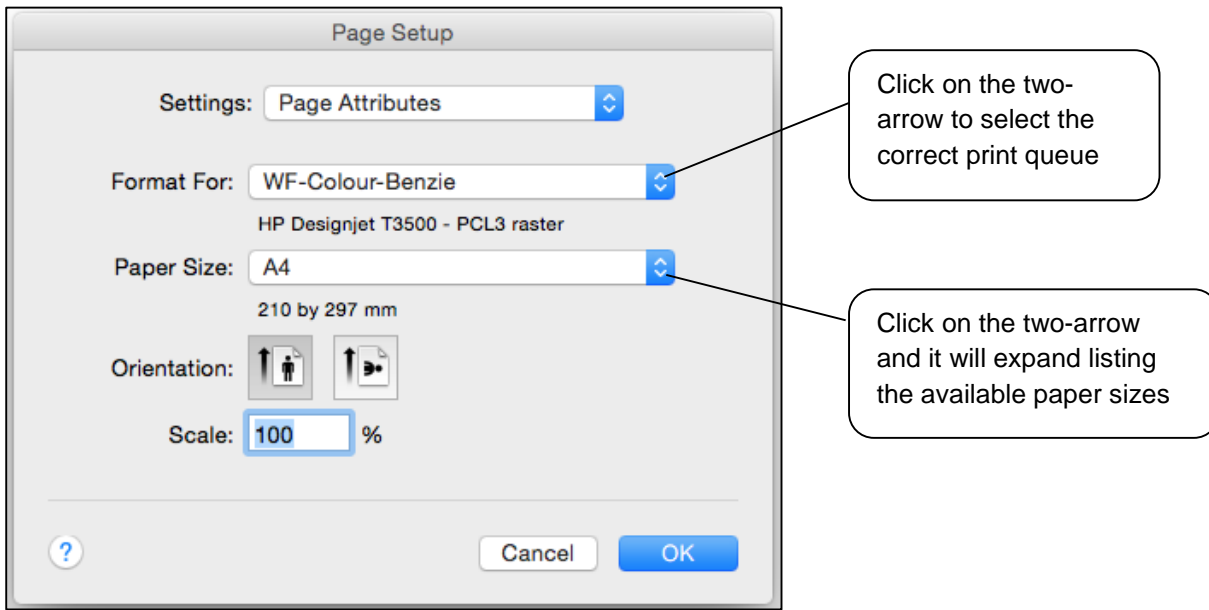 Page Setup
Settings: Page Attributes
Format For: WF-Colour-Benzie
HP Designjet T3500 - PCL3 raster
Paper Size: A4
210 by 297 mm
Orientation:
Scale: 100 %
? Cancel OK
Click on the two-
arrow to select the
correct print queue
Click on the two-arrow
and it will expand listing
the available paper sizes